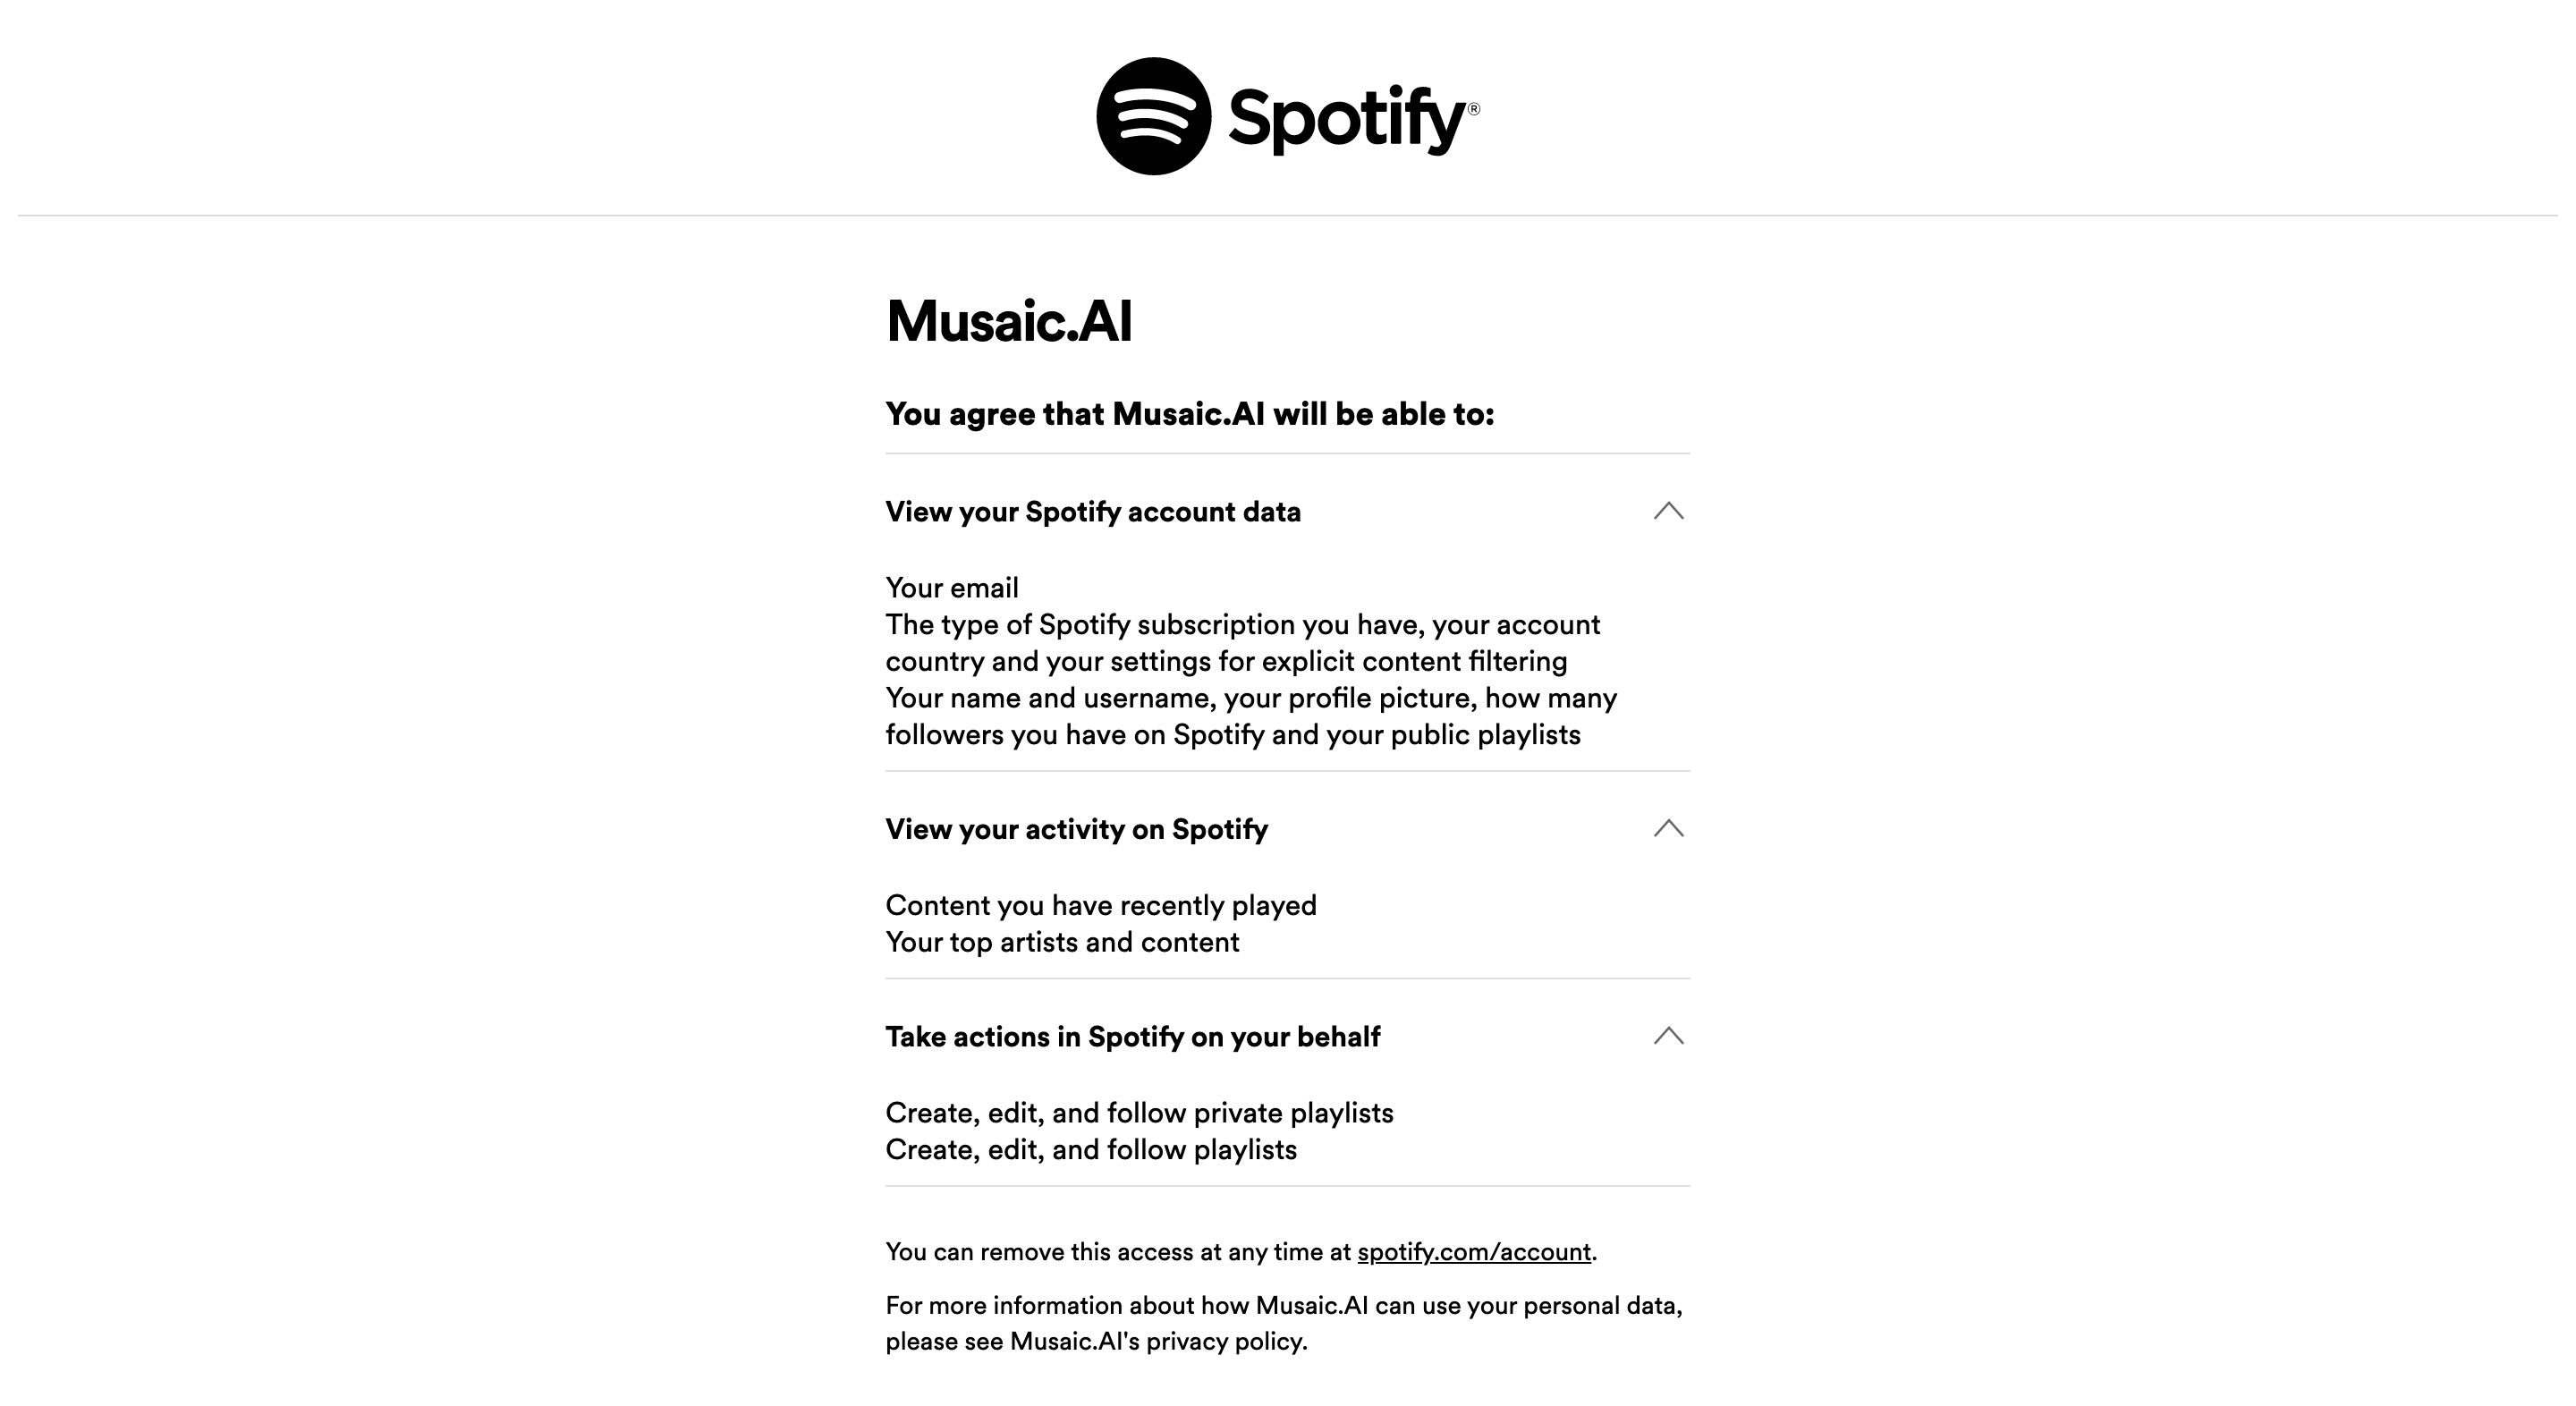 Spotify®
Musaic.AI
You agree that Musaic.AI will be able to:
View your Spotify account data
Your email
The type of Spotify subscription you have, your account
country and your settings for explicit content filtering
Your name and username, your profile picture, how many
followers you have on Spotify and your public playlists
View your activity on Spotify
Content you have recently played
Your top artists and content
Take actions in Spotify on your behalf
Create, edit, and follow private playlists
Create, edit, and follow playlists
You can remove this access at any time at spotify.com/account.
For more information about how Musaic.AI can use your personal data,
please see Musaic.AI's privacy policy.